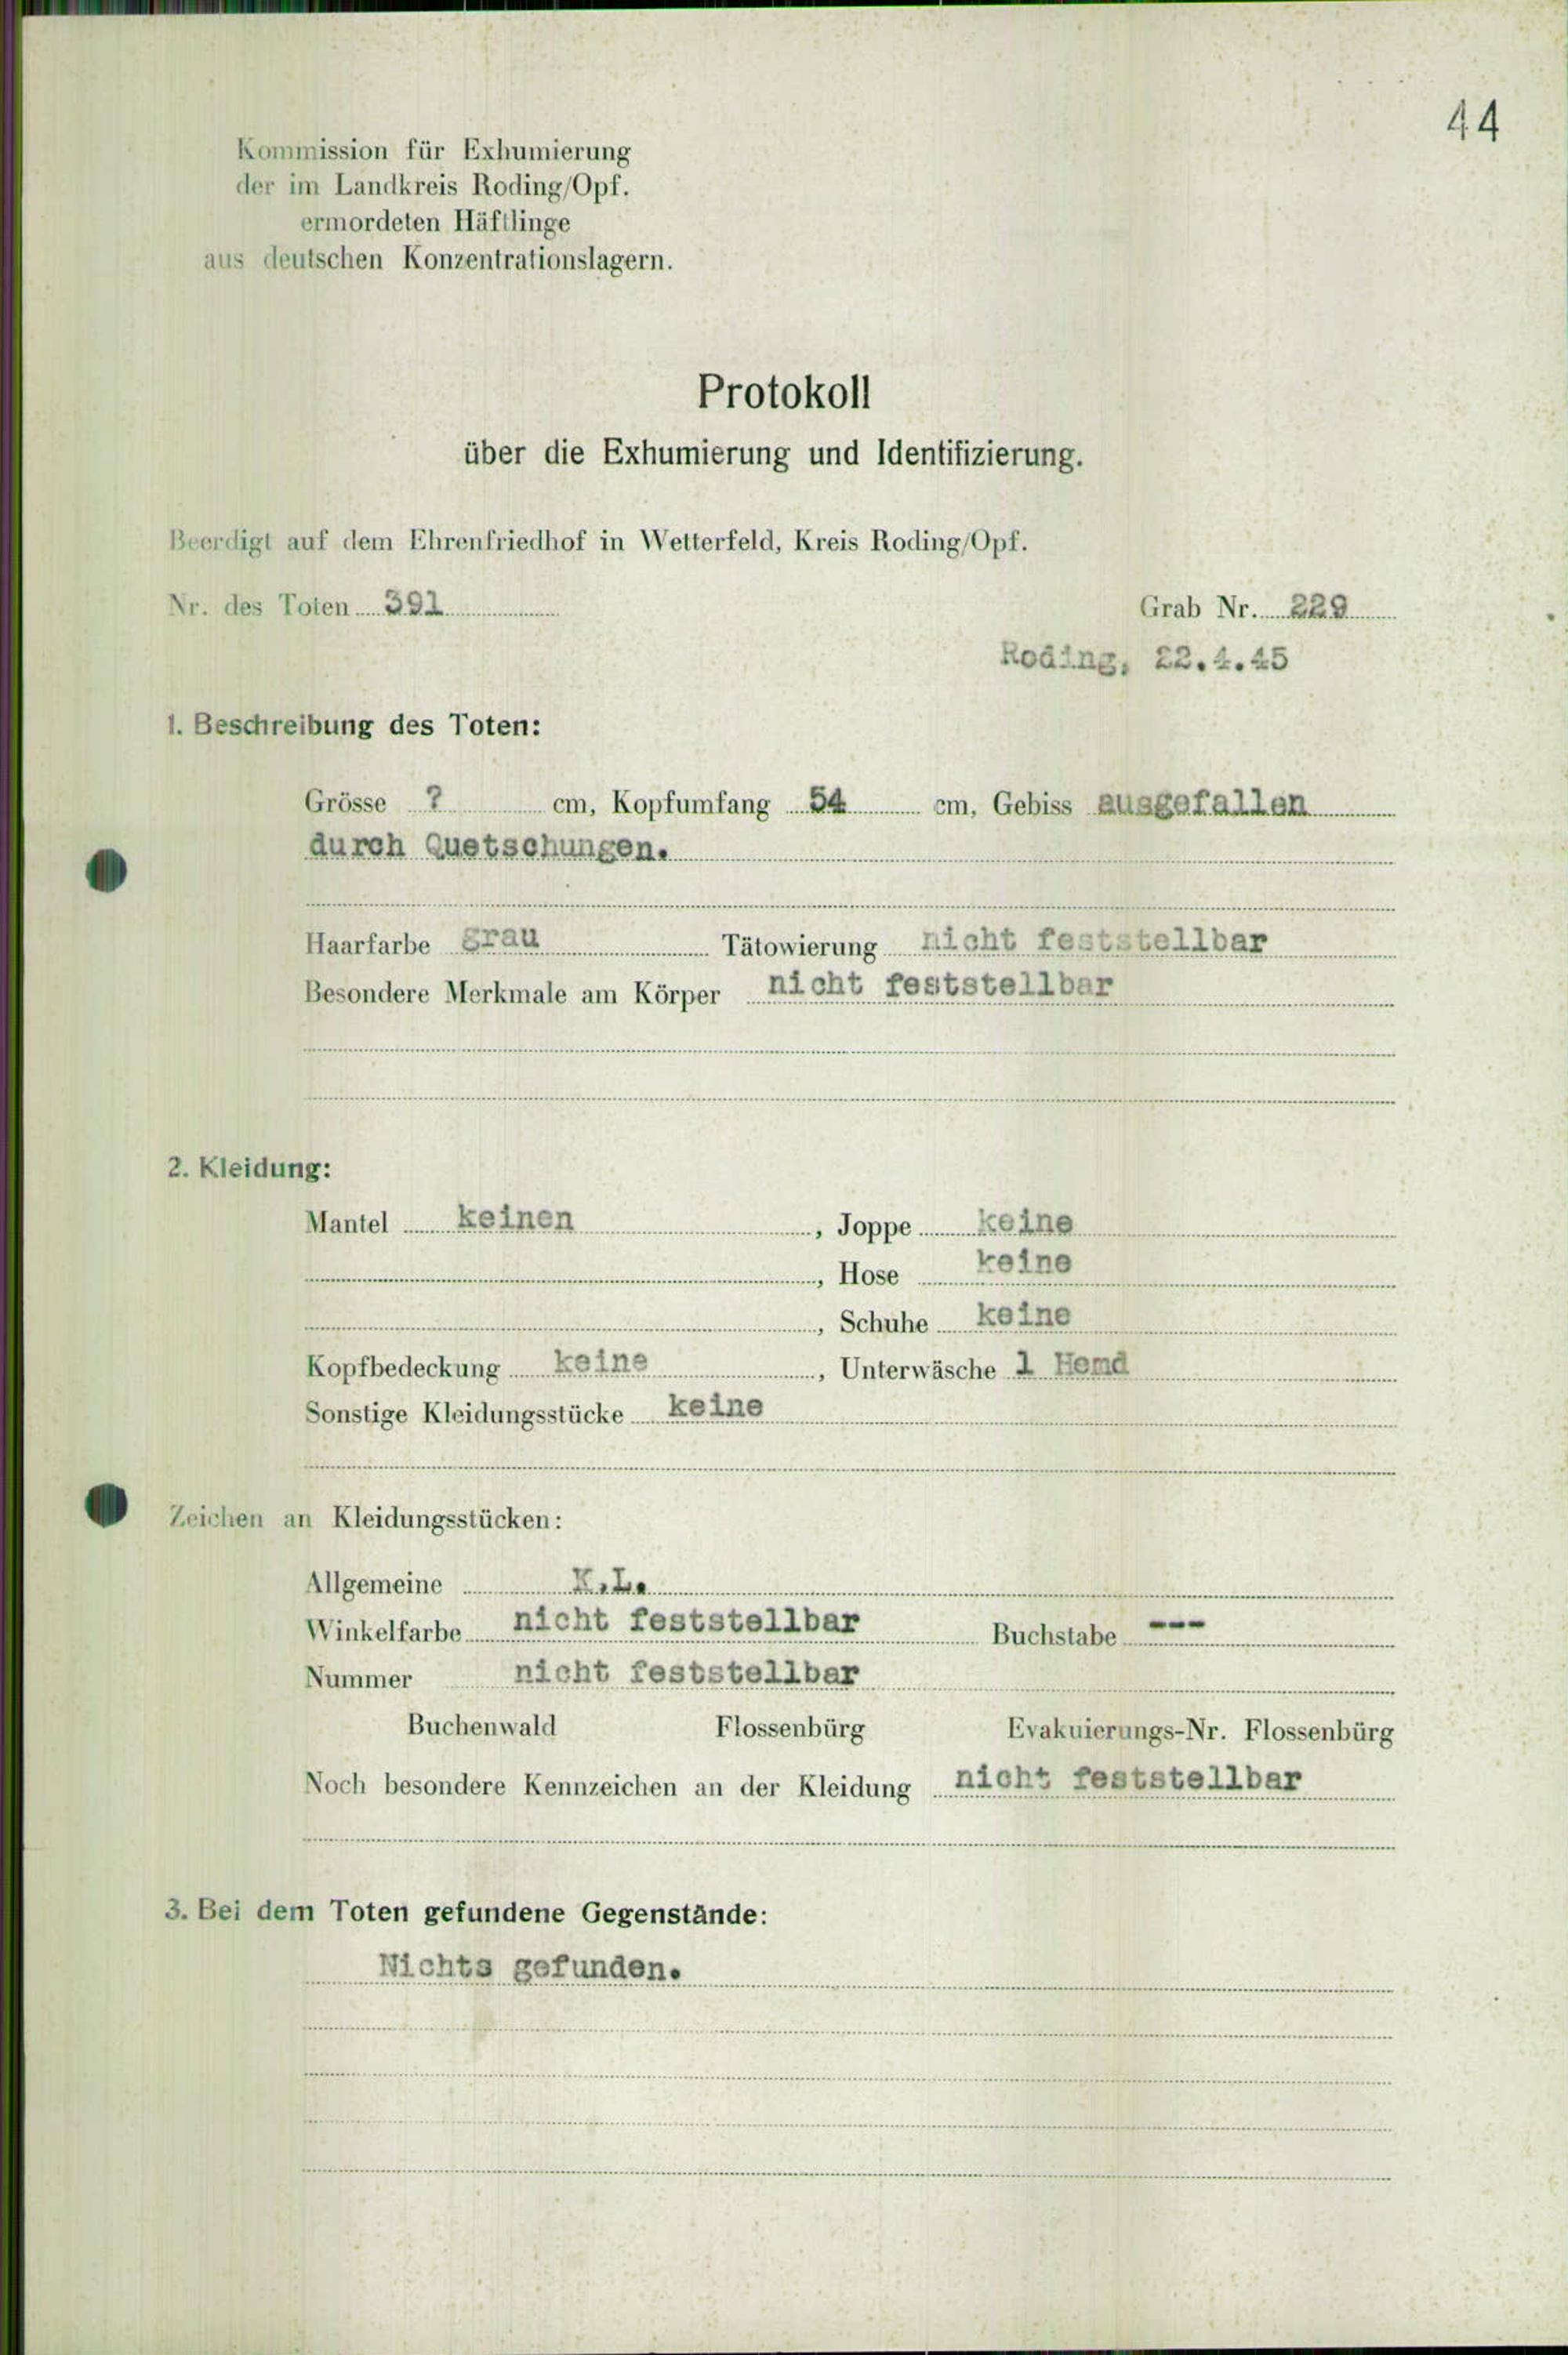 44
Kommission für Exhumierung
der im Landkreis Roding/Opf.
ermordeten Häftlinge
aus deutschen Konzentrationslagern.
Protokoll
über die Exhumierung und Identifizierung.
Beerdigt auf dem Ehrenfriedhof in Wetterfeld, Kreis Roding/Opf.
Nr. des Toten 391 Grab Nr. 229
Roding, 22.4.45
1. Beschreibung des Toten:
Grösse ? cm, Kopfumfang 54 cm, Gebiss ausgefallen
durch Quetschungen.
Haarfarbe grau Tätowierung nicht feststellbar
Besondere Merkmale am Körper nicht feststellbar
2. Kleidung:
Mantel keinen, Joppe keine
, Hose keine
, Schuhe keine
Kopfbedeckung keine, Unterwäsche 1 Hemd
Sonstige Kleidungsstücke keine
Zeichen an Kleidungsstücken:
Allgemeine K.L.
Winkelfarbe nicht feststellbar Buchstabe ---
Nummer nicht feststellbar
Buchenwald Flossenbürg Evakuierungs-Nr. Flossenbürg
Noch besondere Kennzeichen an der Kleidung nicht feststellbar
3. Bei dem Toten gefundene Gegenstände:
Nichts gefunden.